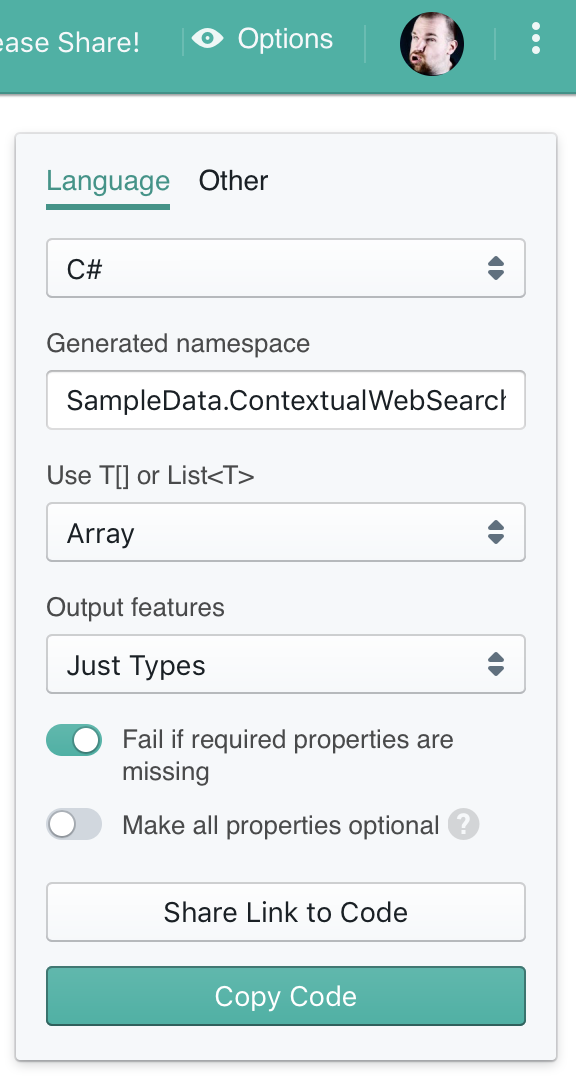 ease Share!
Options
Language Other
C#
Generated namespace
SampleData.ContextualWebSearch
Use T[] or List<T>
Array
Output features
Just Types
Fail if required properties are
missing
Make all properties optional ?
Share Link to Code
Copy Code